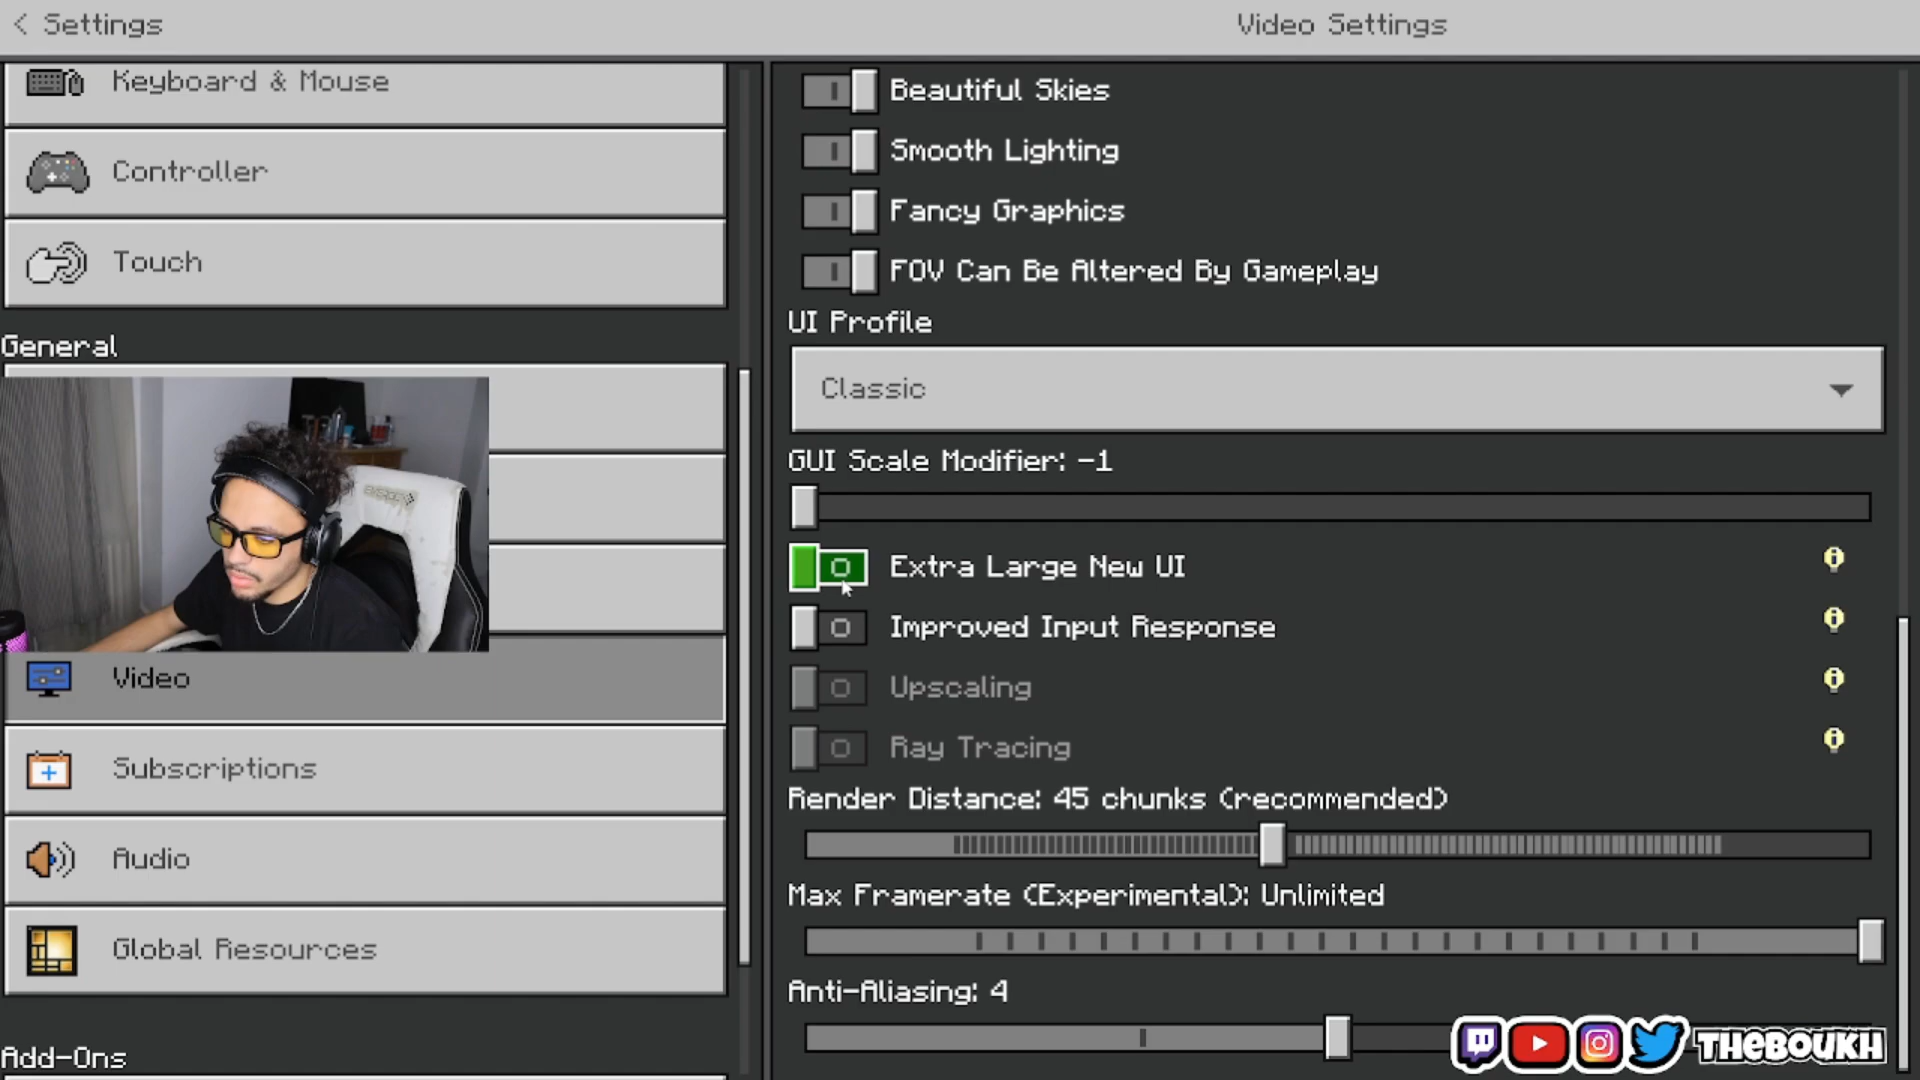 Settings
Video Settings
Keyboard & Mouse
Controller
Touch
General
Video
Subscriptions
Audio
Global Resources
Add-Ons
Beautiful Skies
Smooth Lighting
Fancy Graphics
FOV Can Be Altered By Gameplay
UI Profile
Classic
GUI Scale Modifier: -1
Extra Large New UI
Improved Input Response
Upscaling
Ray Tracing
Render Distance: 45 chunks (recommended)
Max Framerate (Experimental): Unlimited
Anti-Aliasing: 4
THEBOUKH